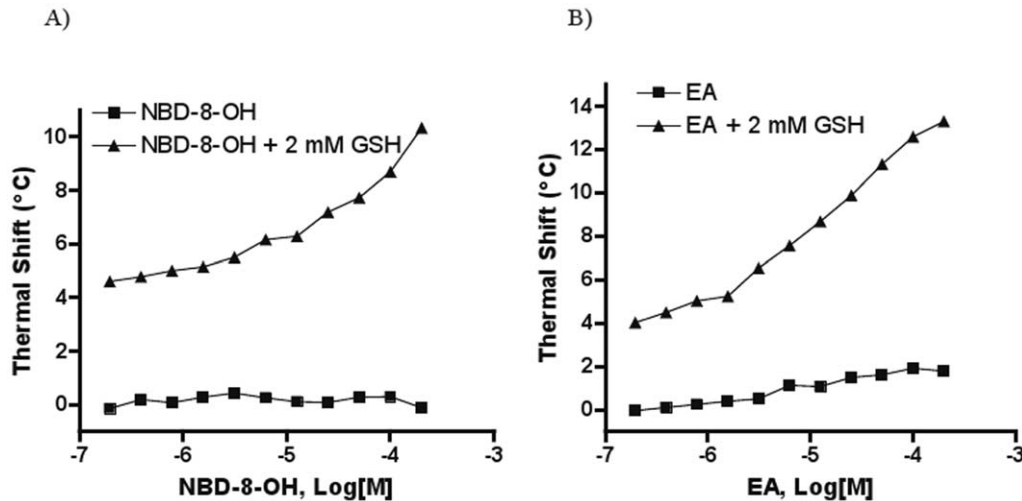 A)
NBD-8-OH
NBD-8-OH + 2 mM GSH
Thermal Shift (°C)
10
8
6
4
2
0
-7
-6
-5
-4
-3
NBD-8-OH, Log[M]
B)
EA
EA + 2 mM GSH
Thermal Shift (°C)
14
12
10
8
6
4
2
0
-7
-6
-5
-4
-3
EA, Log[M]